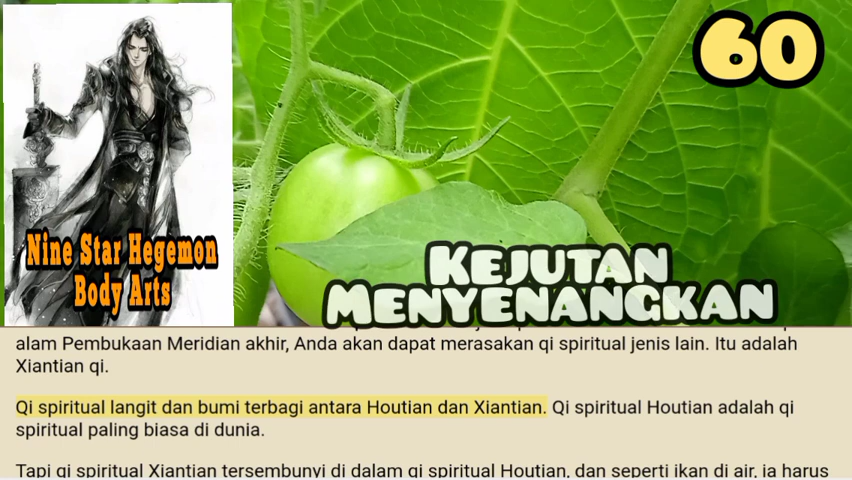 60
Nine Star Hegemon
Body Arts
KEJUTAN
MENYENANGKAN
alam Pembukaan Meridian akhir, Anda akan dapat merasakan qi spiritual jenis lain. Itu adalah
Xiantian qi.
Qi spiritual langit dan bumi terbagi antara Houtian dan Xiantian. Qi spiritual Houtian adalah qi
spiritual paling biasa di dunia.
Tapi qi spiritual Xiantian tersembunyi di dalam qi spiritual Houtian, dan seperti ikan di air, ia harus